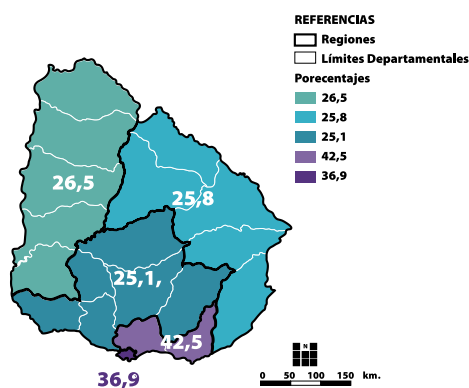 REFERENCIAS
Regiones
Límites Departamentales
Porecentajes
26,5
25,8
25,1
42,5
36,9
26,5
25,8
25,1,
42,5
36,9
N
0 50 100 150 km.